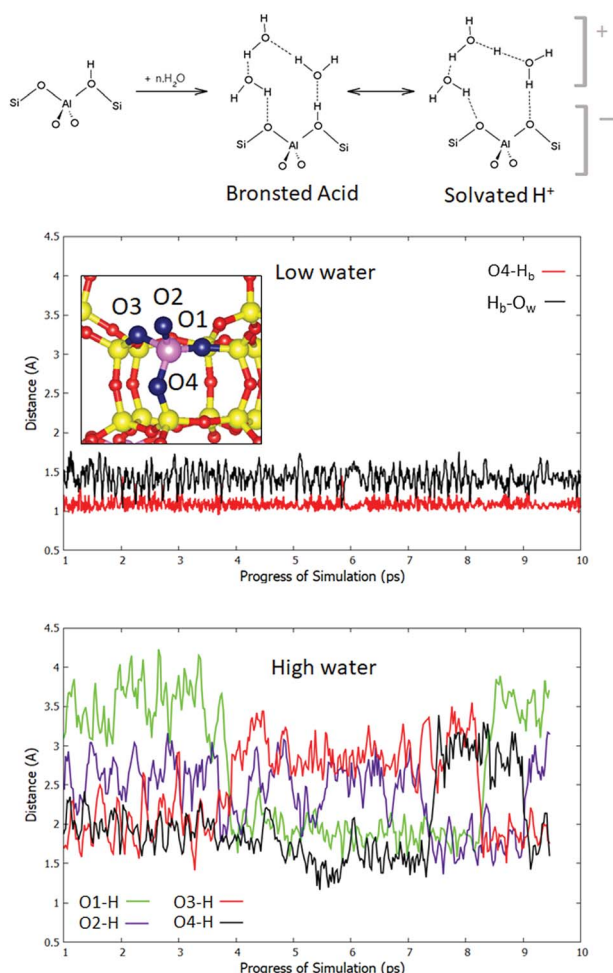 H
H
O
H
O
H
O
H
H
O
H
H
O
H
H
O
H
O
H
H
O
H
+ n.H₂O
H
Si
O
Al
O
Si
O
O
Si
O
Al
O
Si
O
O
Si
O
Al
O
Si
O
O
+
−
Bronsted Acid
Solvated H⁺
Low water
O4-Hb
Hb-Ow
O2
O3
O1
O4
Distance (A)
4.5
4
3.5
3
2.5
2
1.5
1
0.5
1 2 3 4 5 6 7 8 9 10
Progress of Simulation (ps)
High water
Distance (A)
4.5
4
3.5
3
2.5
2
1.5
1
0.5
O1-H O3-H
O2-H O4-H
1 2 3 4 5 6 7 8 9 10
Progress of Simulation (ps)